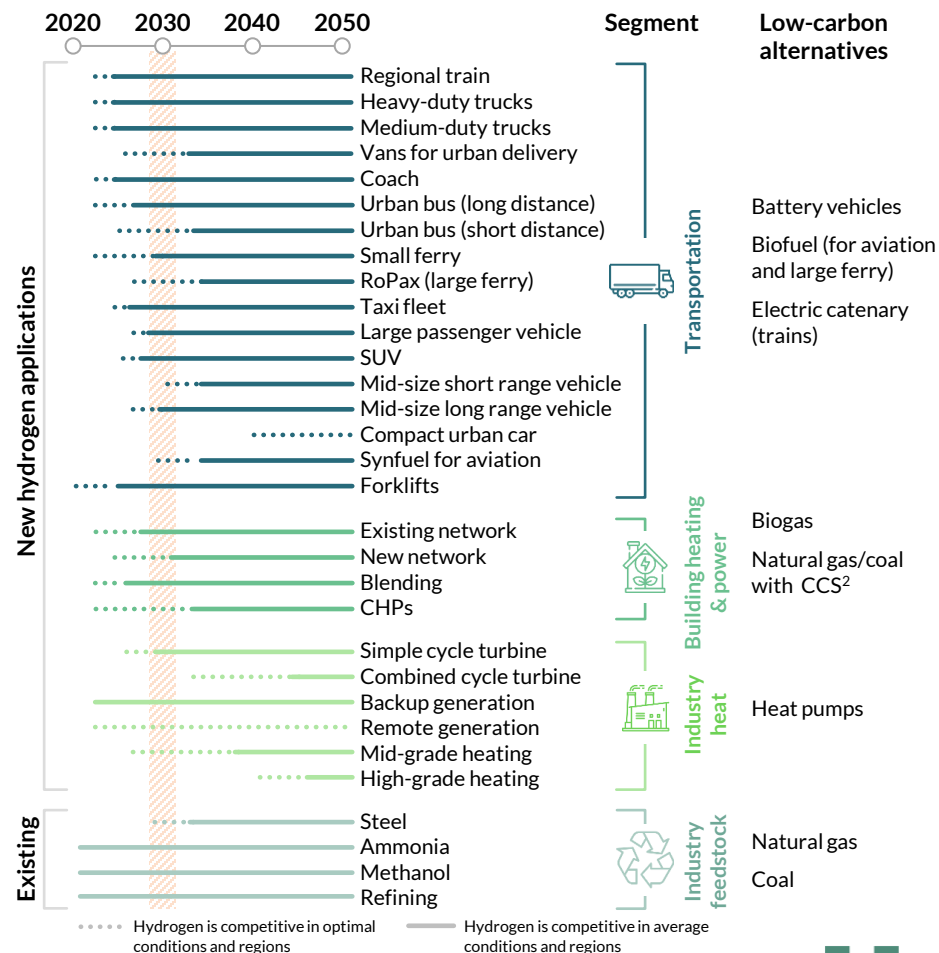 2020 2030 2040 2050
Segment
Low-carbon
alternatives
New hydrogen applications
Regional train
Heavy-duty trucks
Medium-duty trucks
Vans for urban delivery
Coach
Urban bus (long distance)
Urban bus (short distance)
Small ferry
RoPax (large ferry)
Taxi fleet
Large passenger vehicle
SUV
Mid-size short range vehicle
Mid-size long range vehicle
Compact urban car
Synfuel for aviation
Forklifts
Transportation
Battery vehicles
Biofuel (for aviation
and large ferry)
Electric catenary
(trains)
Existing network
New network
Blending
CHPs
Building heating
& power
Biogas
Natural gas/coal
with CCS²
Simple cycle turbine
Combined cycle turbine
Backup generation
Remote generation
Mid-grade heating
High-grade heating
Industry
heat
Heat pumps
Existing
Steel
Ammonia
Methanol
Refining
Industry
feedstock
Natural gas
Coal
Hydrogen is competitive in optimal
conditions and regions
Hydrogen is competitive in average
conditions and regions